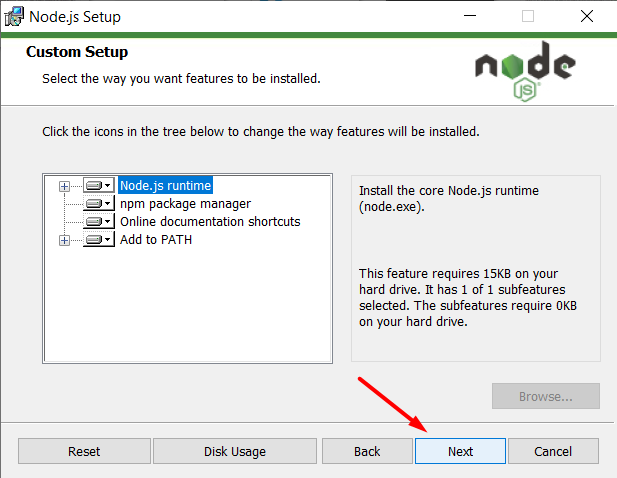 Node.js Setup
Custom Setup
Select the way you want features to be installed.
node
JS
Click the icons in the tree below to change the way features will be installed.
Node.js runtime
npm package manager
Online documentation shortcuts
Add to PATH
Install the core Node.js runtime
(node.exe).
This feature requires 15KB on your
hard drive. It has 1 of 1 subfeatures
selected. The subfeatures require 0KB
on your hard drive.
Browse...
Reset
Disk Usage
Back
Next
Cancel